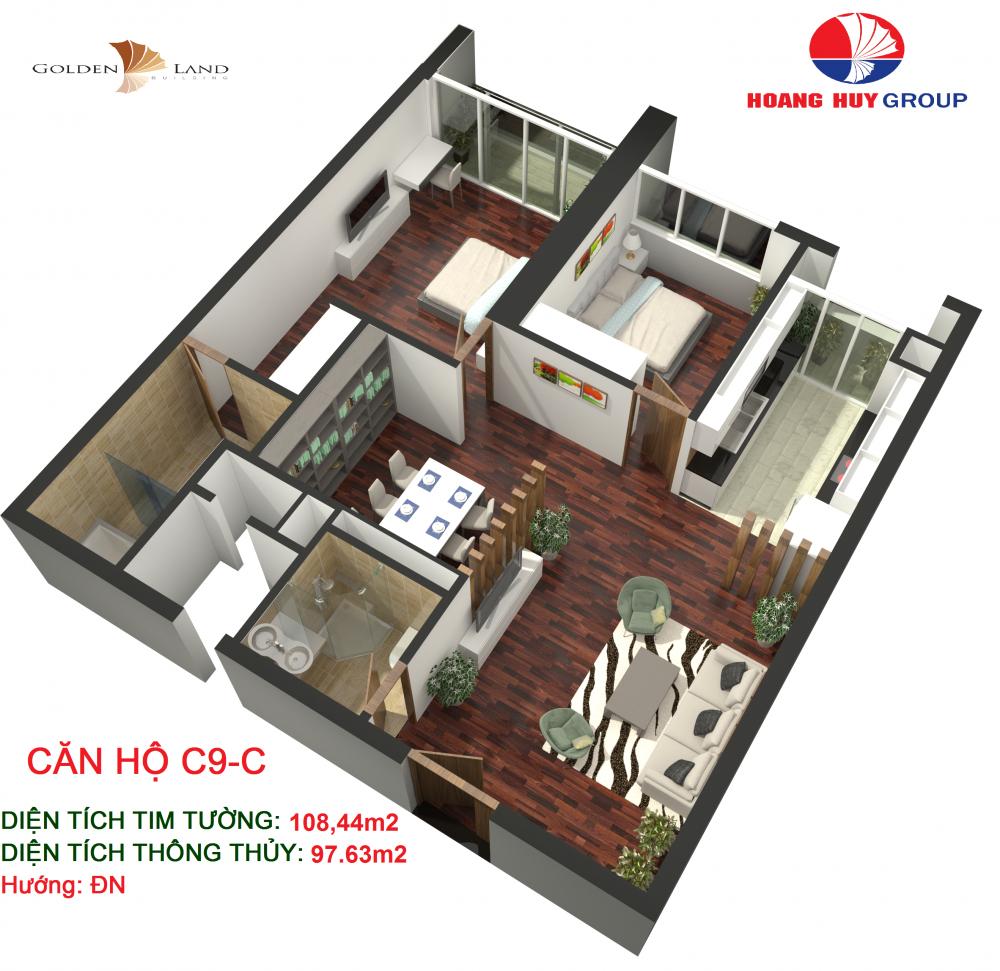 GOLDEN LAND
BUILDING
HOANG HUY GROUP
CĂN HỘ C9-C
DIỆN TÍCH TIM TƯỜNG: 108,44m2
DIỆN TÍCH THÔNG THỦY: 97.63m2
Hướng: ĐN